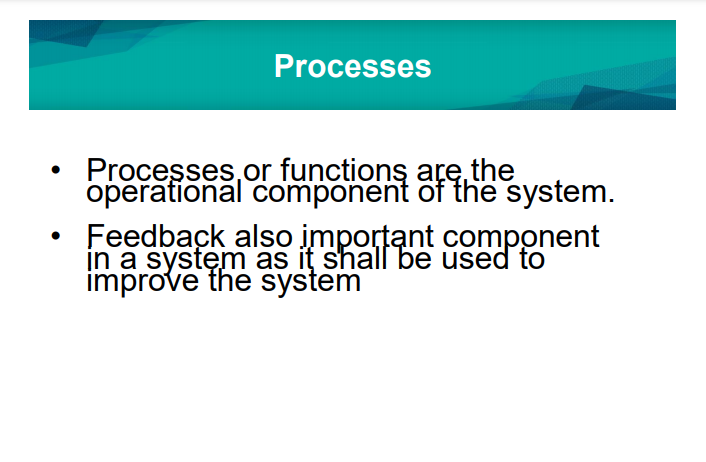 Processes
• Processes or functions are the
operational component of the system.
• Feedback also important component
in a system as it shall be used to
improve the system